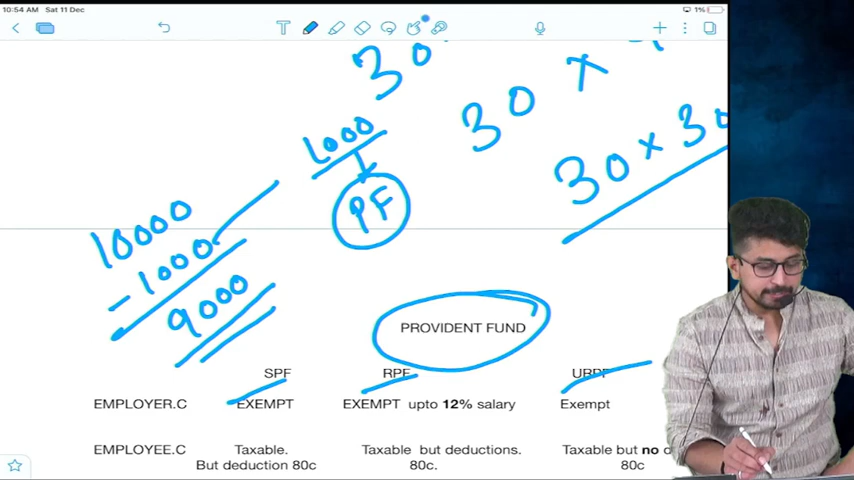 10:54 AM Sat 11 Dec
1%
30
30 x
30 x 30
1000
PF
10000
- 1000
9000
PROVIDENT FUND
SPF RPF URPF
EMPLOYER.C EXEMPT EXEMPT upto 12% salary Exempt
EMPLOYEE.C Taxable. Taxable but deductions. Taxable but no
But deduction 80c 80c. 80c